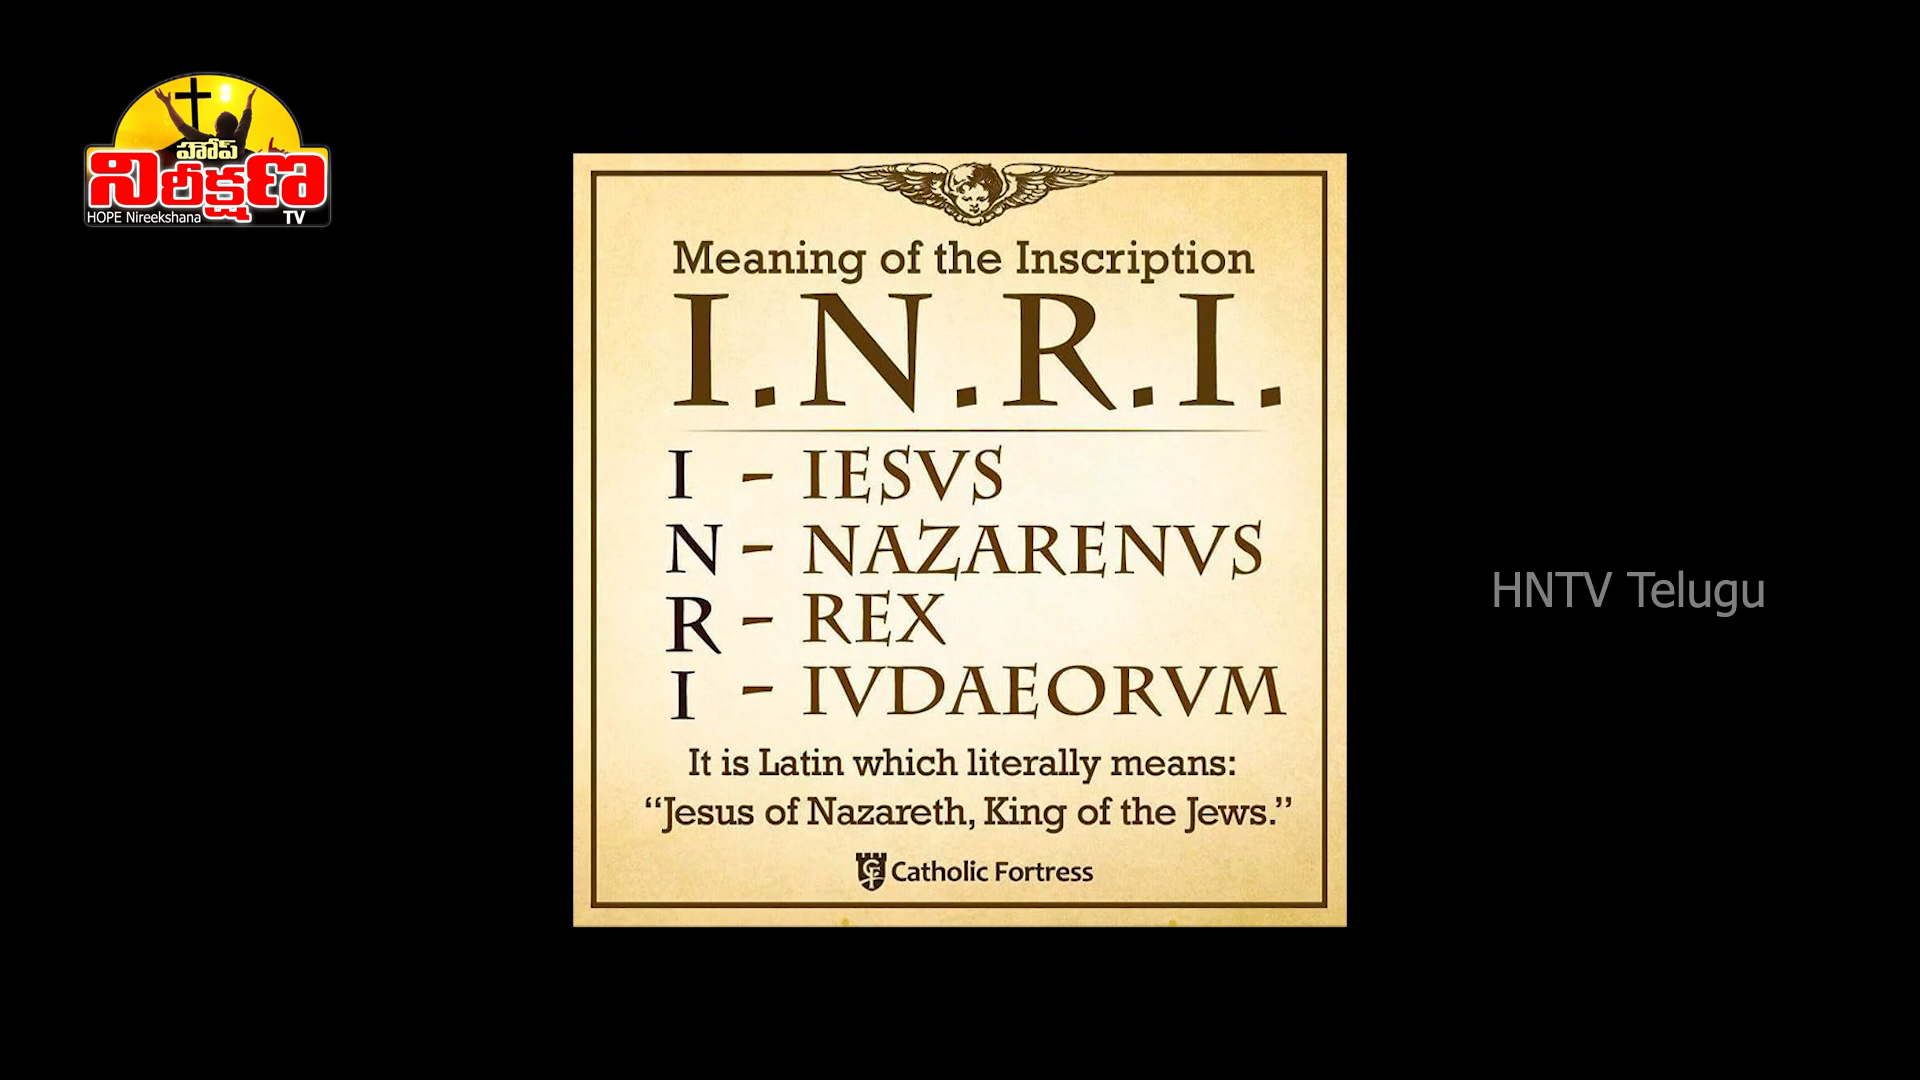 హోప్
నిరీక్షణ
HOPE Nireekshana TV
Meaning of the Inscription
I.N.R.I.
I - IESVS
N - NAZARENVS
R - REX
I - IVDAEORVM
It is Latin which literally means:
“Jesus of Nazareth, King of the Jews.”
CF Catholic Fortress
HNTV Telugu